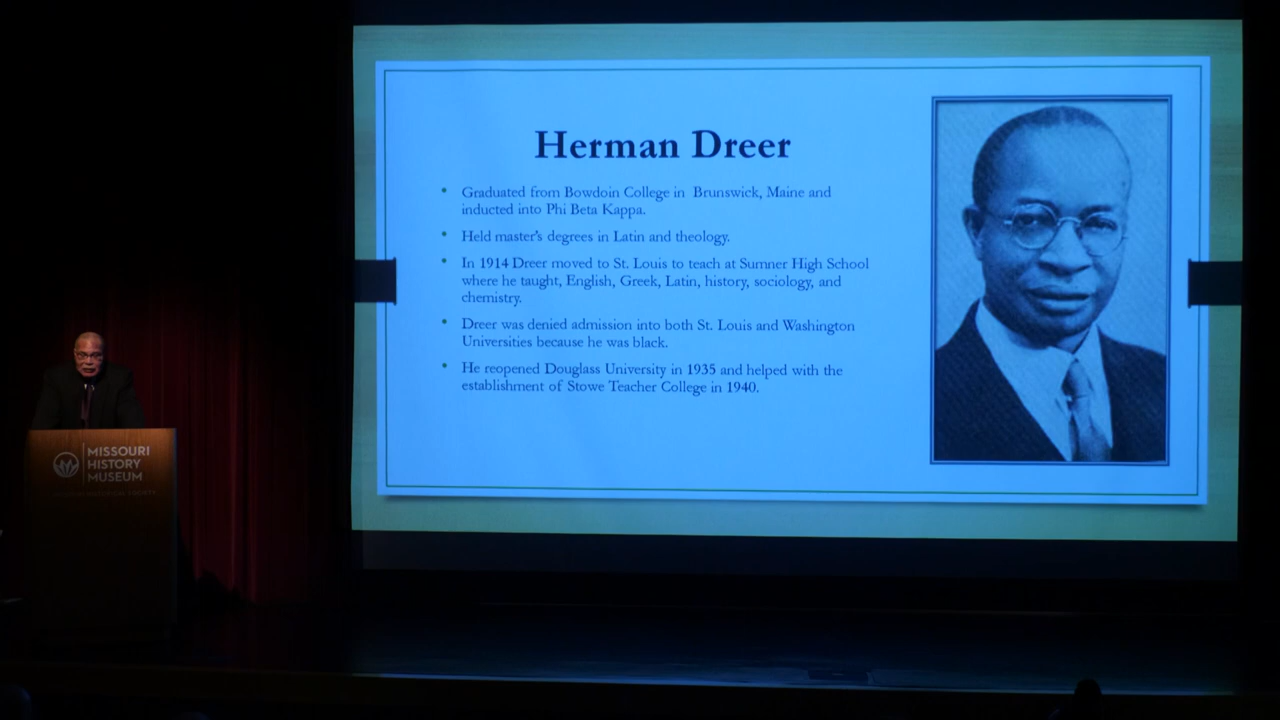 Herman Dreer
• Graduated from Bowdoin College in Brunswick, Maine and
inducted into Phi Beta Kappa.
• Held master's degrees in Latin and theology.
• In 1914 Dreer moved to St. Louis to teach at Sumner High School
where he taught, English, Greek, Latin, history, sociology, and
chemistry.
• Dreer was denied admission into both St. Louis and Washington
Universities because he was black.
• He reopened Douglass University in 1935 and helped with the
establishment of Stowe Teacher College in 1940.
MISSOURI
HISTORY
MUSEUM